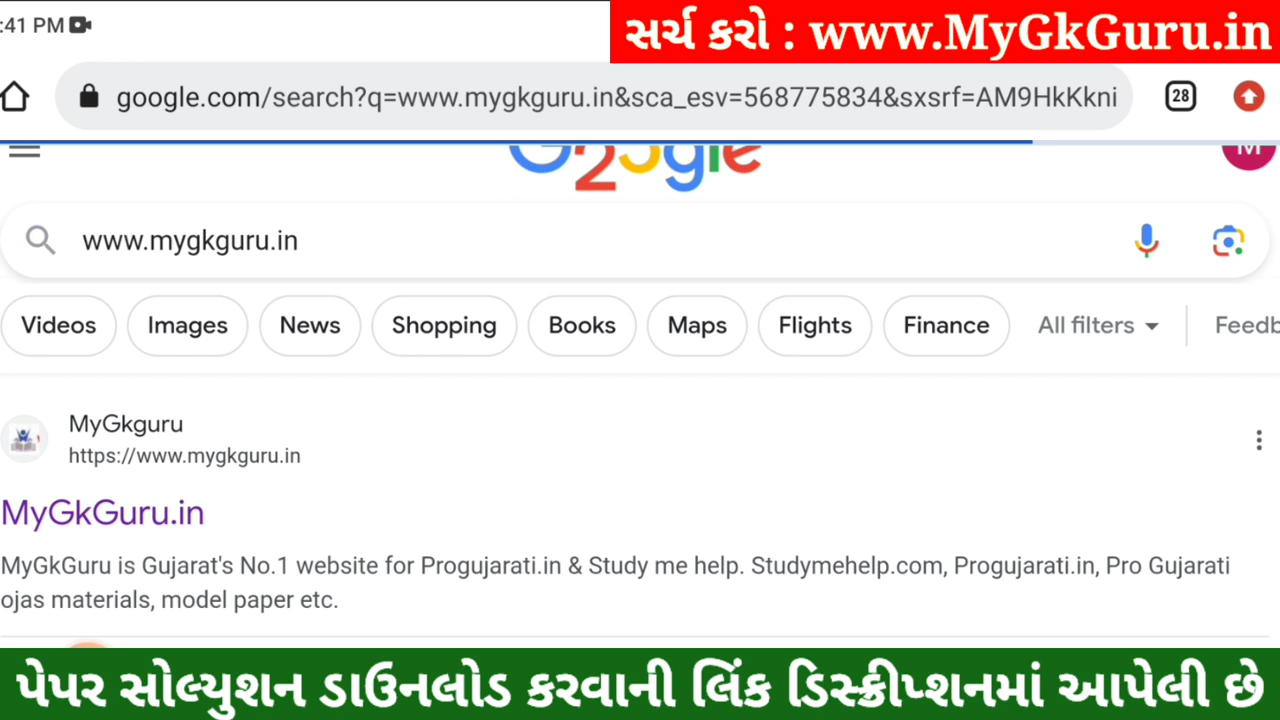 :41 PM
સર્ચ કરો : www.MyGkGuru.in
google.com/search?q=www.mygkguru.in&sca_esv=568775834&sxsrf=AM9HkKkni
28
M
www.mygkguru.in
Videos Images News Shopping Books Maps Flights Finance All filters Feedb
MyGkguru
https://www.mygkguru.in
MyGkGuru.in
MyGkGuru is Gujarat's No.1 website for Progujarati.in & Study me help. Studymehelp.com, Progujarati.in, Pro Gujarati
ojas materials, model paper etc.
પેપર સોલ્યુશન ડાઉનલોડ કરવાની લિંક ડિસ્ક્રીપ્શનમાં આપેલી છે